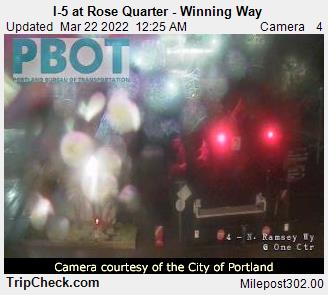 I-5 at Rose Quarter - Winning Way
Updated Mar 22 2022 12:25 AM Camera 4
PBOT
PORTLAND BUREAU OF TRANSPORTATION
4 - N. Ramsey Wy
@ One Ctr
Camera courtesy of the City of Portland
TripCheck.com Milepost302.00